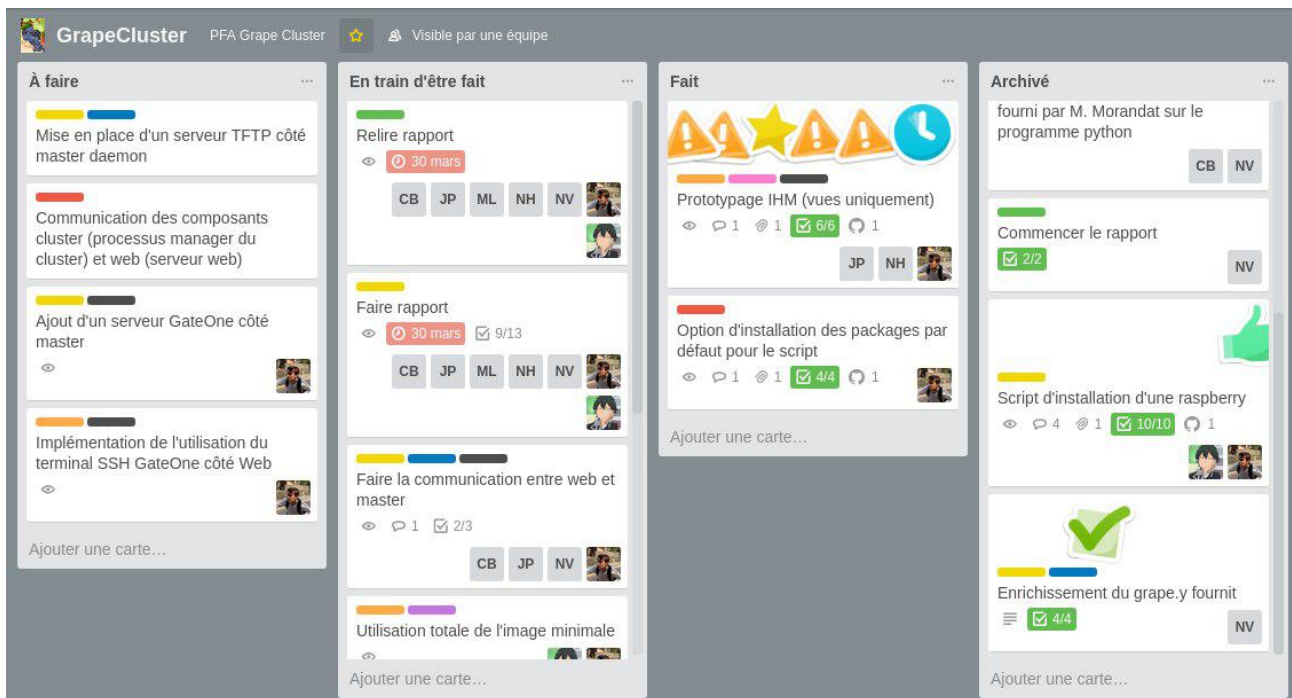 GrapeCluster PFA Grape Cluster Visible par une équipe
À faire
Mise en place d'un serveur TFTP côté
master daemon
Communication des composants
cluster (processus manager du
cluster) et web (serveur web)
Ajout d'un serveur GateOne côté
master
Implémentation de l'utilisation du
terminal SSH GateOne côté Web
Ajouter une carte…
En train d'être fait
Relire rapport
30 mars
CB JP ML NH NV
Faire rapport
30 mars 9/13
CB JP ML NH NV
Faire la communication entre web et
master
1 2/3
CB JP NV
Utilisation totale de l'image minimale
Ajouter une carte…
Fait
Prototypage IHM (vues uniquement)
1 1 6/6 1
JP NH
Option d'installation des packages par
défaut pour le script
1 1 4/4 1
Ajouter une carte…
Archivé
fourni par M. Morandat sur le
programme python
CB NV
Commencer le rapport
2/2
NV
Script d'installation d'une raspberry
4 1 10/10 1
Enrichissement du grape.y fournit
4/4
NV
Ajouter une carte…